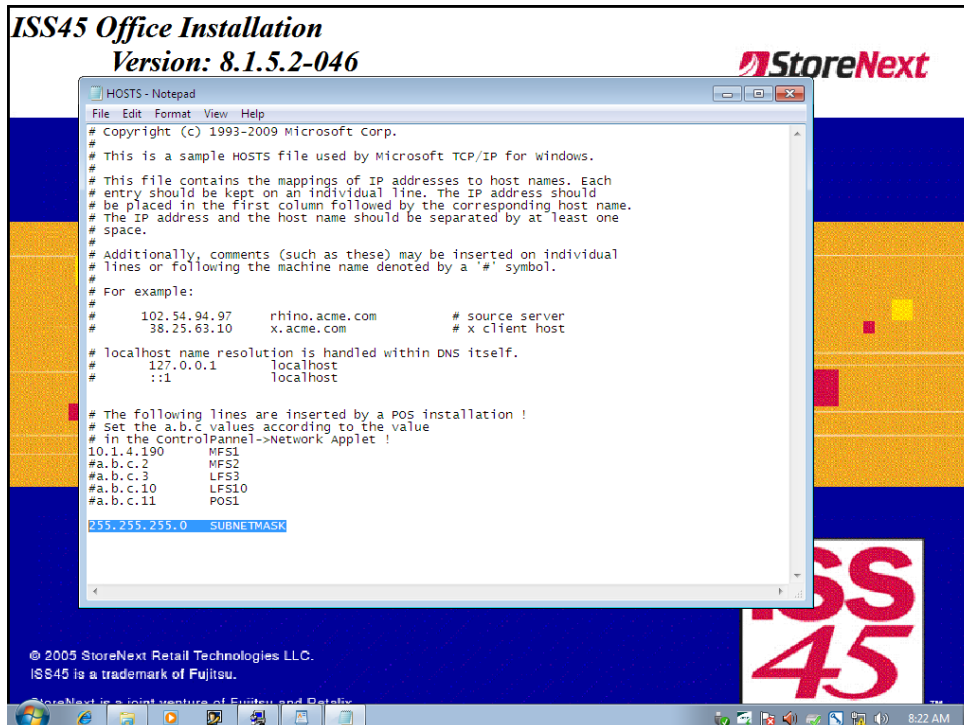 ISS45 Office Installation
Version: 8.1.5.2-046
StoreNext
HOSTS - Notepad
File Edit Format View Help
# Copyright (c) 1993-2009 Microsoft Corp.
#
# This is a sample HOSTS file used by Microsoft TCP/IP for Windows.
#
# This file contains the mappings of IP addresses to host names. Each
# entry should be kept on an individual line. The IP address should
# be placed in the first column followed by the corresponding host name.
# The IP address and the host name should be separated by at least one
# space.
#
# Additionally, comments (such as these) may be inserted on individual
# lines or following the machine name denoted by a '#' symbol.
#
# For example:
#
# 102.54.94.97 rhino.acme.com # source server
# 38.25.63.10 x.acme.com # x client host
# localhost name resolution is handled within DNS itself.
# 127.0.0.1 localhost
# ::1 localhost
# The following lines are inserted by a POS installation !
# Set the a.b.c values according to the value
# in the ControlPannel->Network Applet !
10.1.4.190 MFS1
#a.b.c.2 MFS2
#a.b.c.3 LFS3
#a.b.c.10 LFS10
#a.b.c.11 POS1
255.255.255.0 SUBNETMASK
ISS
45
© 2005 StoreNext Retail Technologies LLC.
ISS45 is a trademark of Fujitsu.
StoreNext is a joint venture of Fujitsu and Retalix
TM
8:22 AM